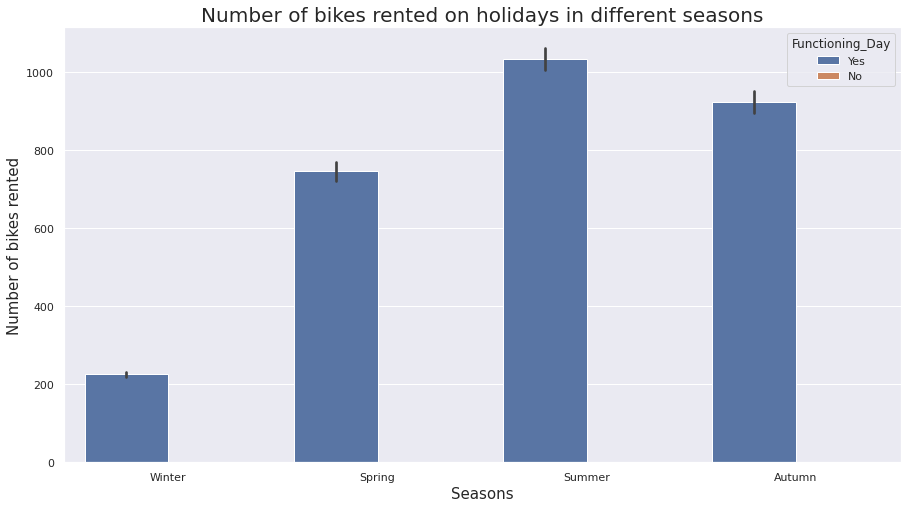 Number of bikes rented on holidays in different seasons
Functioning_Day
Yes
No
Number of bikes rented
1000
800
600
400
200
0
Winter
Spring
Summer
Autumn
Seasons